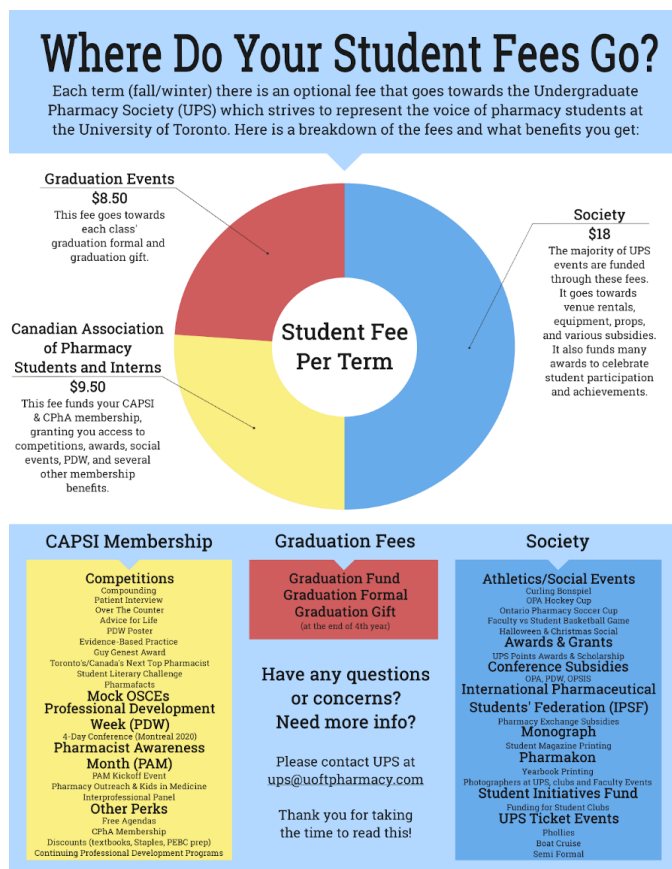 Where Do Your Student Fees Go?
Each term (fall/winter) there is an optional fee that goes towards the Undergraduate
Pharmacy Society (UPS) which strives to represent the voice of pharmacy students at
the University of Toronto. Here is a breakdown of the fees and what benefits you get:
Graduation Events
$8.50
This fee goes towards
each class'
graduation formal and
graduation gift.
Canadian Association
of Pharmacy
Students and Interns
$9.50
This fee funds your CAPSI
& CPhA membership,
granting you access to
competitions, awards, social
events, PDW, and several
other membership
benefits.
Student Fee
Per Term
Society
$18
The majority of UPS
events are funded
through these fees.
It goes towards
venue rentals,
equipment, props,
and various subsidies.
It also funds many
awards to celebrate
student participation
and achievements.
CAPSI Membership
Competitions
Compounding
Patient Interview
Over The Counter
Advice for Life
PDW Poster
Evidence-Based Practice
Guy Genest Award
Toronto's/Canada's Next Top Pharmacist
Student Literary Challenge
Pharmafacts
Mock OSCEs
Professional Development
Week (PDW)
4-Day Conference (Montreal 2020)
Pharmacist Awareness
Month (PAM)
PAM Kickoff Event
Pharmacy Outreach & Kids in Medicine
Interprofessional Panel
Other Perks
Free Agendas
CPhA Membership
Discounts (textbooks, Staples, PEBC prep)
Continuing Professional Development Programs
Graduation Fees
Graduation Fund
Graduation Formal
Graduation Gift
(at the end of 4th year)
Have any questions
or concerns?
Need more info?
Please contact UPS at
ups@uoftpharmacy.com
Thank you for taking
the time to read this!
Society
Athletics/Social Events
Curling Bonspiel
OPA Hockey Cup
Ontario Pharmacy Soccer Cup
Faculty vs Student Basketball Game
Halloween & Christmas Social
Awards & Grants
UPS Points Awards & Scholarship
Conference Subsidies
OPA, PDW, OPSIS
International Pharmaceutical
Students' Federation (IPSF)
Pharmacy Exchange Subsidies
Monograph
Student Magazine Printing
Pharmakon
Yearbook Printing
Photographers at UPS, clubs and Faculty Events
Student Initiatives Fund
Funding for Student Clubs
UPS Ticket Events
Phollies
Boat Cruise
Semi Formal